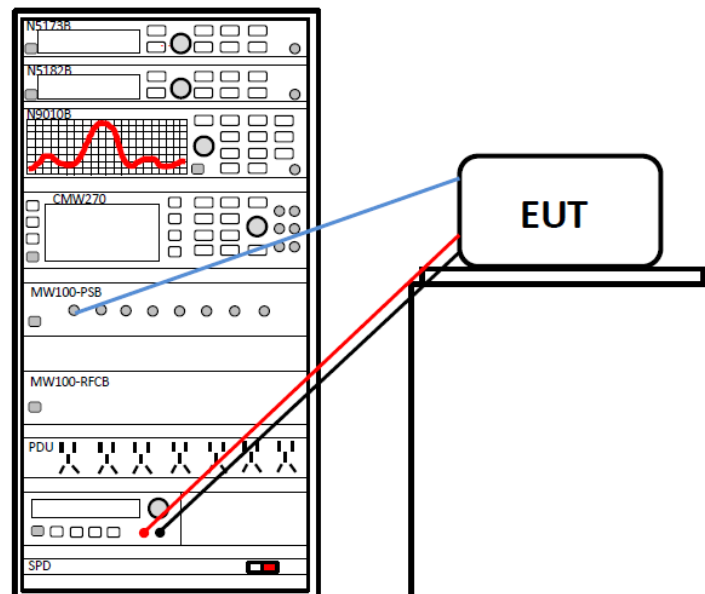 N5173B
N5182B
N9010B
CMW270
EUT
MW100-PSB
MW100-RFCB
PDU
SPD